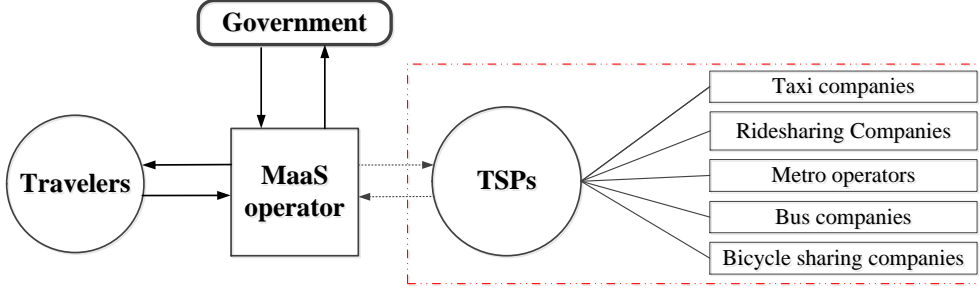 Government
Travelers
MaaS
operator
TSPs
Taxi companies
Ridesharing Companies
Metro operators
Bus companies
Bicycle sharing companies